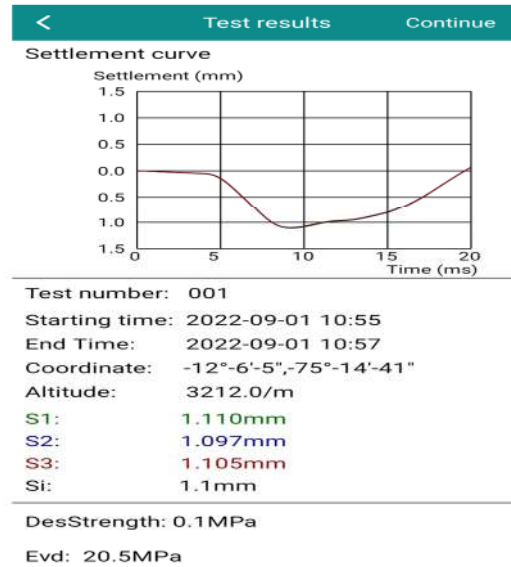 < Test results Continue
Settlement curve
Settlement (mm)
1.5
1.0
0.5
0.0
0.5
1.0
1.5
0 5 10 15 20
Time (ms)
Test number: 001
Starting time: 2022-09-01 10:55
End Time: 2022-09-01 10:57
Coordinate: -12°-6'-5",-75°-14'-41"
Altitude: 3212.0/m
S1: 1.110mm
S2: 1.097mm
S3: 1.105mm
Si: 1.1mm
DesStrength: 0.1MPa
Evd: 20.5MPa